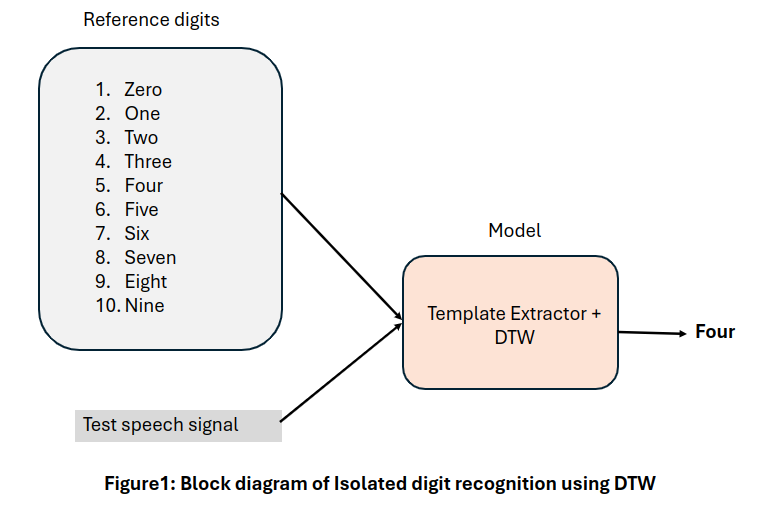 Reference digits
1. Zero
2. One
3. Two
4. Three
5. Four
6. Five
7. Six
8. Seven
9. Eight
10. Nine
Model
Template Extractor +
DTW
Four
Test speech signal
Figure1: Block diagram of Isolated digit recognition using DTW